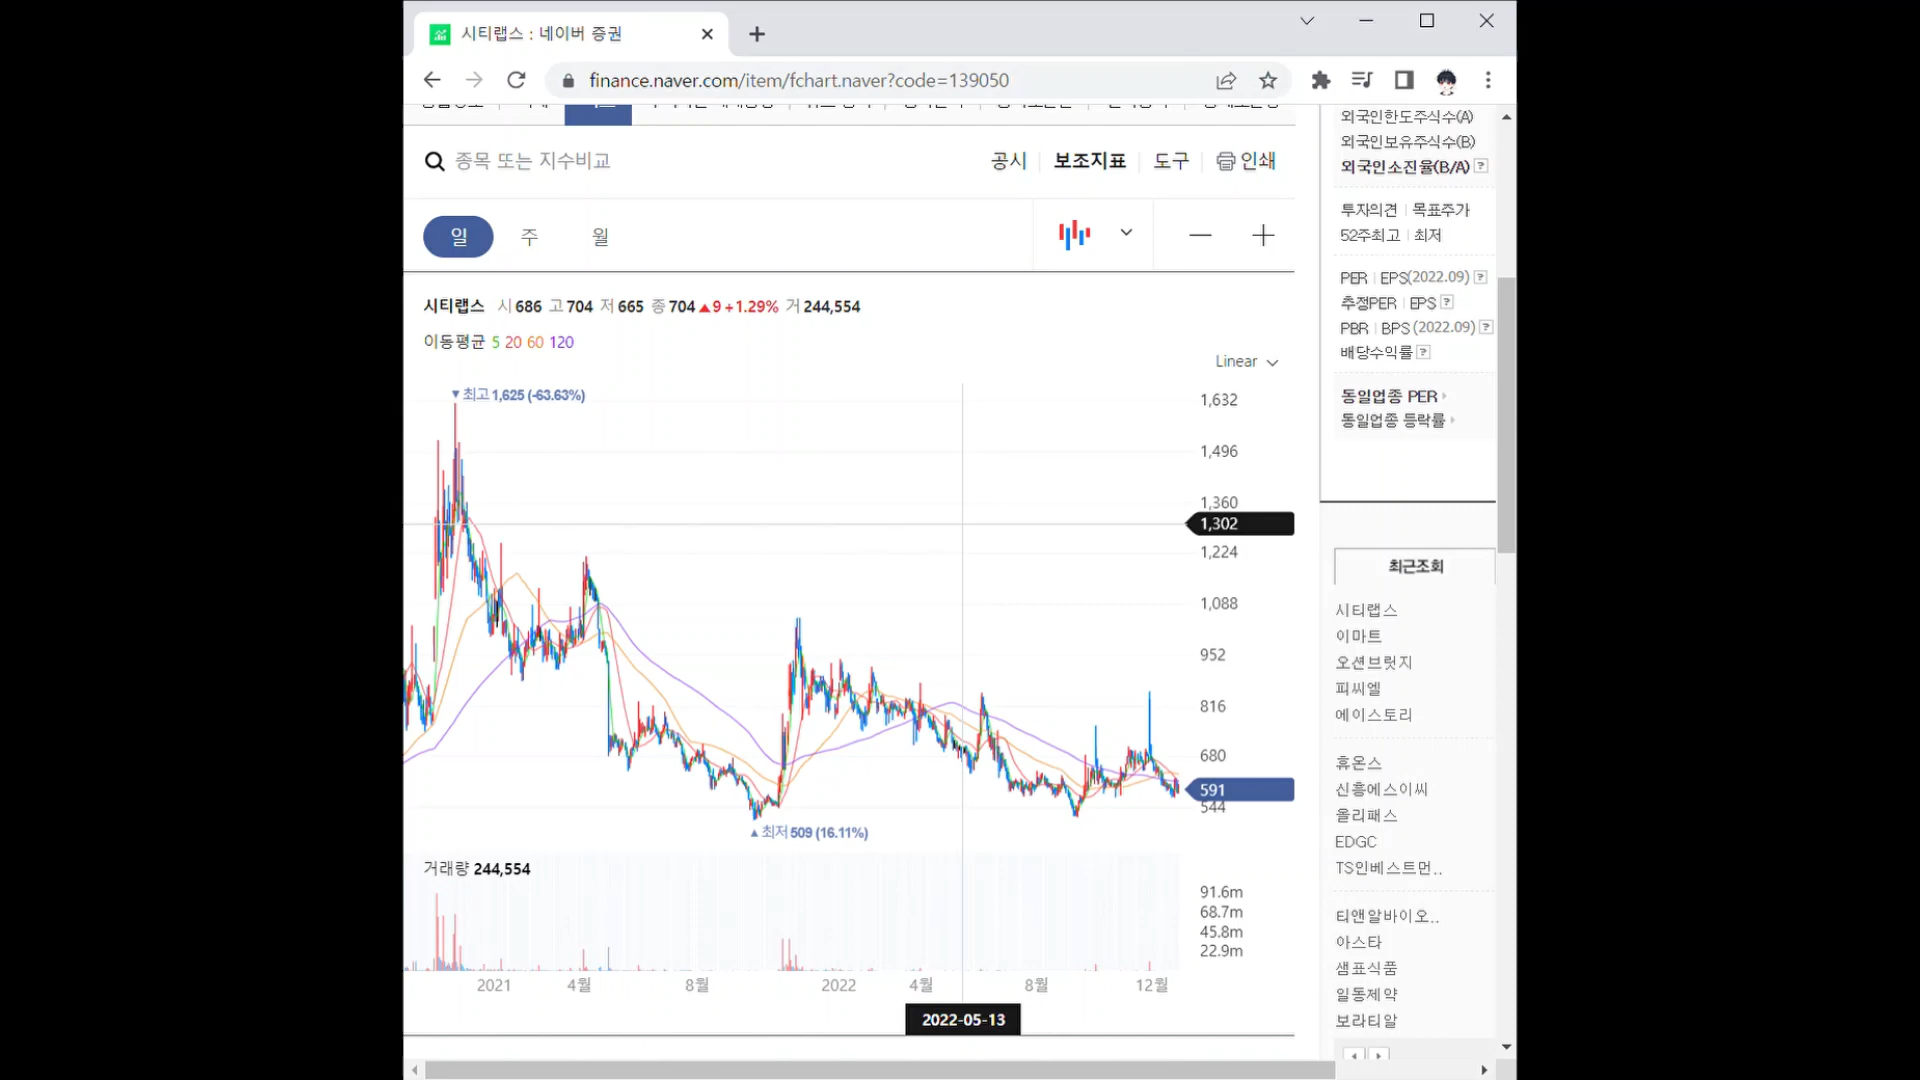 시티랩스 : 네이버 증권
finance.naver.com/item/fchart.naver?code=139050
종목 또는 지수비교
공시 보조지표 도구 인쇄
일 주 월
시티랩스 시 686 고 704 저 665 종 704 ▲9 +1.29% 거 244,554
이동평균 5 20 60 120
Linear
▼최고 1,625 (-63.63%)
1,632
1,496
1,360
1,302
1,224
1,088
952
816
680
591
544
▲최저 509 (16.11%)
거래량 244,554
91.6m
68.7m
45.8m
22.9m
2021 4월 8월 2022 4월 8월 12월
2022-05-13
외국인한도주식수(A)
외국인보유주식수(B)
외국인소진율(B/A) ?
투자의견 | 목표주가
52주최고 | 최저
PER | EPS(2022.09) ?
추정PER | EPS ?
PBR | BPS (2022.09) ?
배당수익률 ?
동일업종 PER
동일업종 등락률
최근조회
시티랩스
이마트
오션브릿지
피씨엘
에이스토리
휴온스
신흥에스이씨
올리패스
EDGC
TS인베스트먼..
티앤알바이오..
아스타
샘표식품
일동제약
보라티알